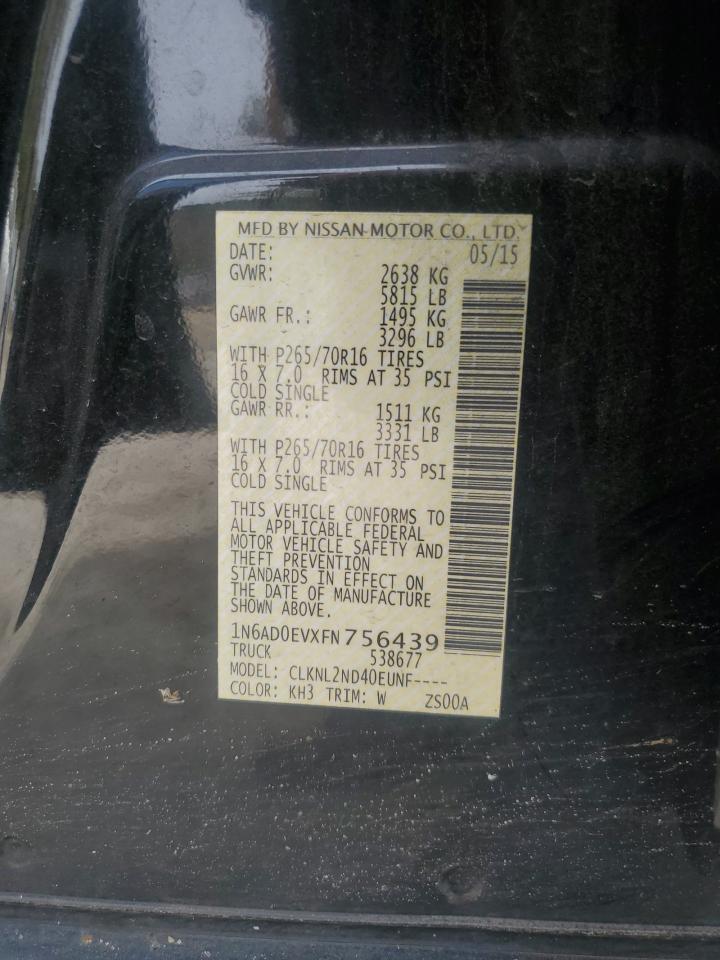 MFD BY NISSAN MOTOR CO., LTD.
DATE: 05/15
GVWR: 2638 KG
5815 LB
GAWR FR.: 1495 KG
3296 LB
WITH P265/70R16 TIRES
16 X 7.0 RIMS AT 35 PSI
COLD SINGLE
GAWR RR.: 1511 KG
3331 LB
WITH P265/70R16 TIRES
16 X 7.0 RIMS AT 35 PSI
COLD SINGLE
THIS VEHICLE CONFORMS TO
ALL APPLICABLE FEDERAL
MOTOR VEHICLE SAFETY AND
THEFT PREVENTION
STANDARDS IN EFFECT ON
THE DATE OF MANUFACTURE
SHOWN ABOVE.
1N6AD0EVXFN756439
TRUCK 538677
MODEL: CLKNL2ND40EUNF----
COLOR: KH3 TRIM: W ZS00A